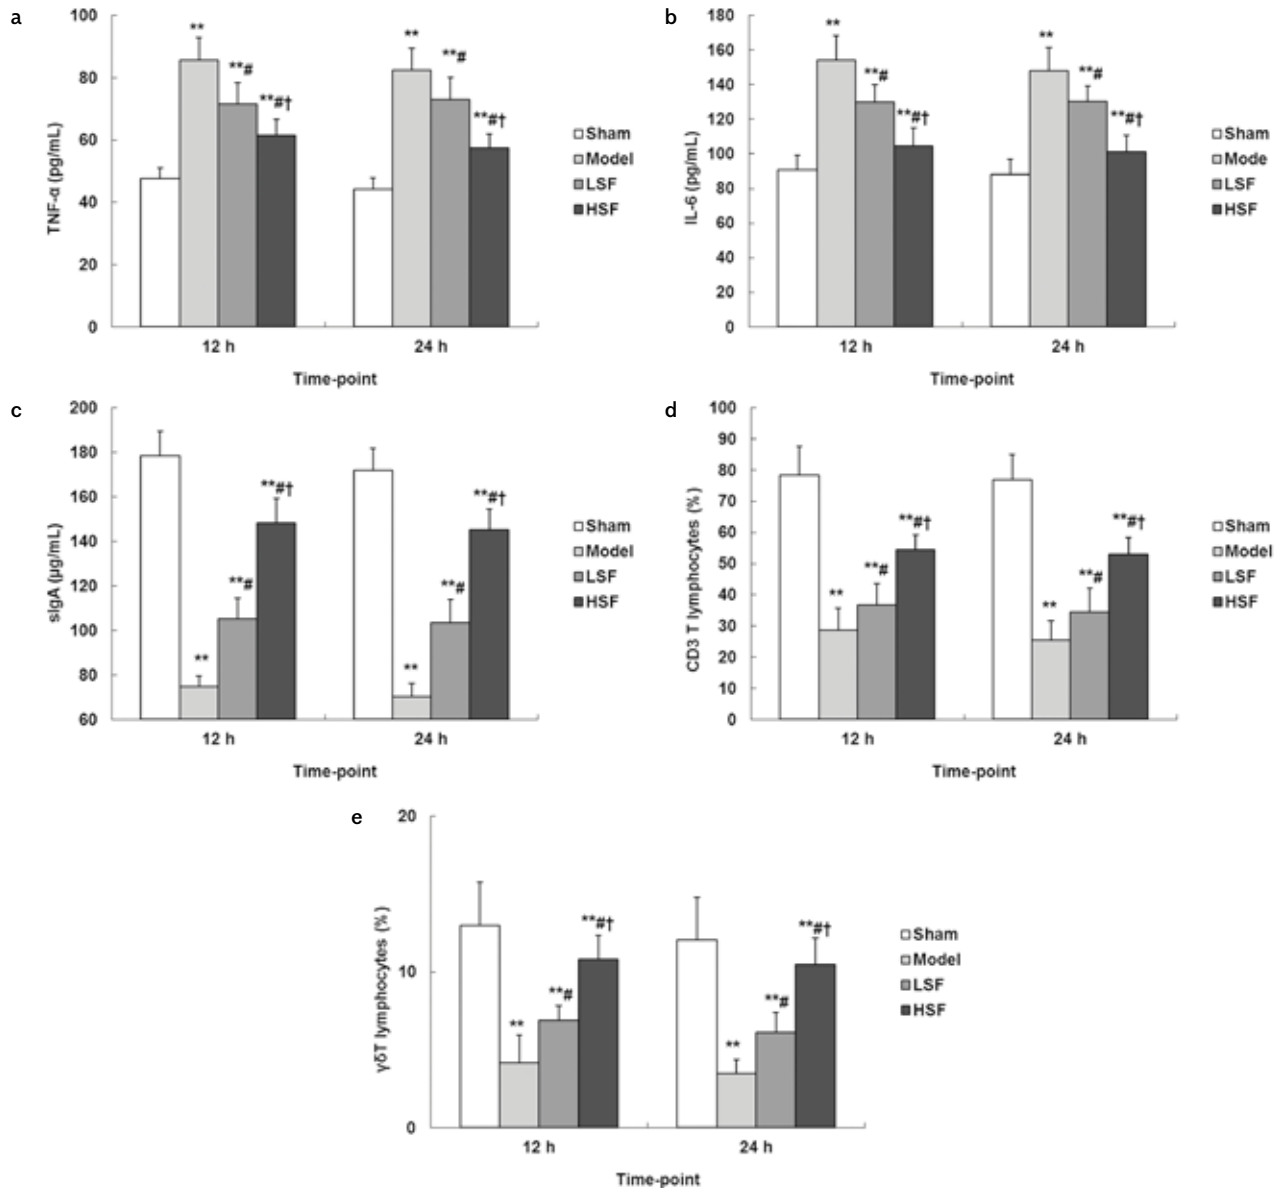 a
TNF-α (pg/mL)
100
80
60
40
20
0
**
**#
**#†
**
**#
**#†
12 h
24 h
Time-point
Sham
Model
LSF
HSF
b
IL-6 (pg/mL)
180
160
140
120
100
80
60
40
20
0
**
**#
**#†
**
**#
**#†
12 h
24 h
Time-point
Sham
Mode
LSF
HSF
c
sIgA (µg/mL)
200
180
160
140
120
100
80
60
**
**#
**#†
**
**#
**#†
12 h
24 h
Time-point
Sham
Model
LSF
HSF
d
CD3 T lymphocytes (%)
100
90
80
70
60
50
40
30
20
10
0
**
**#
**#†
**
**#
**#†
12 h
24 h
Time-point
Sham
Model
LSF
HSF
e
γδT lymphocytes (%)
20
10
0
**
**#
**#†
**
**#
**#†
12 h
24 h
Time-point
Sham
Model
LSF
HSF